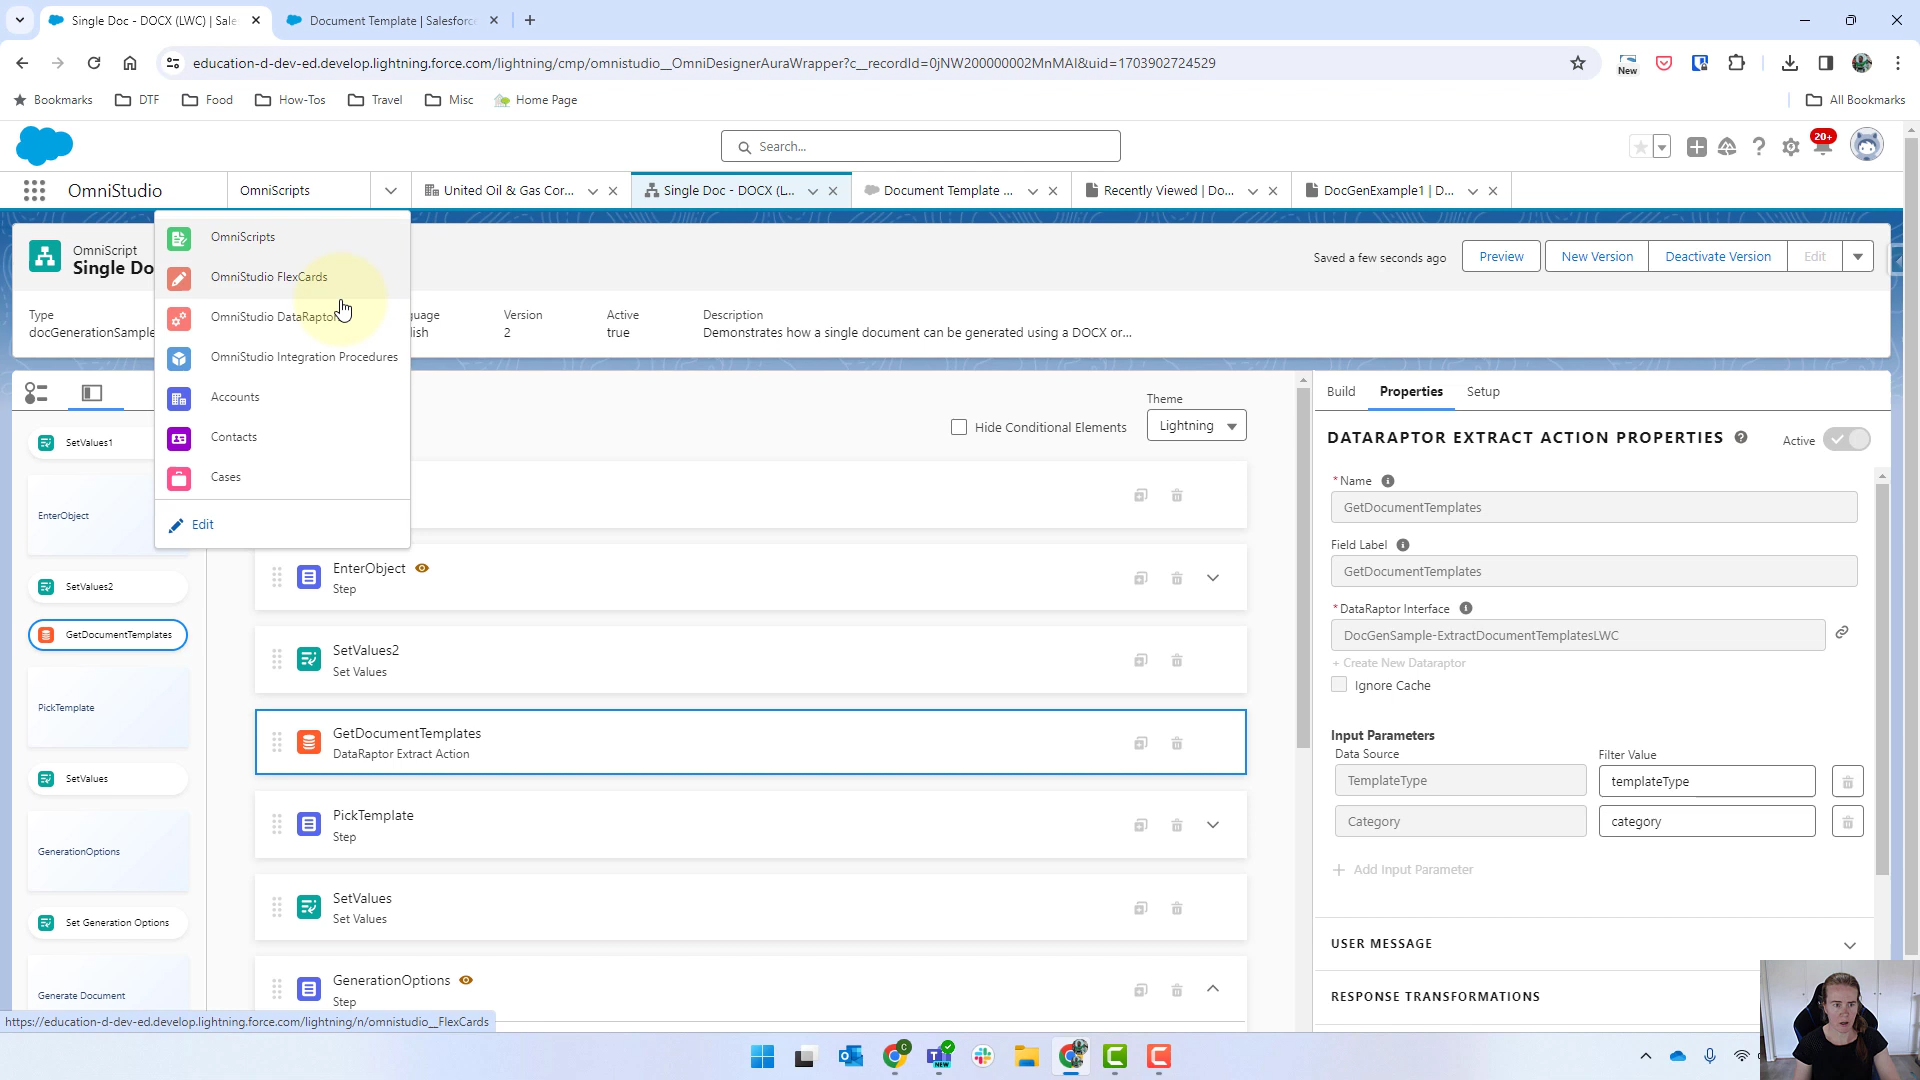 Single Doc - DOCX (LWC) | Sale
Document Template | Salesforce
education-d-dev-ed.develop.lightning.force.com/lightning/cmp/omnistudio__OmniDesignerAuraWrapper?c__recordId=0jNW200000002MnMAI&uid=1703902724529
New
Bookmarks
DTF
Food
How-Tos
Travel
Misc
Home Page
All Bookmarks
Search...
20+
OmniStudio
OmniScripts
United Oil & Gas Cor...
Single Doc - DOCX (L...
Document Template ...
Recently Viewed | Do...
DocGenExample1 | D...
OmniScript
Single Do
Saved a few seconds ago
Preview
New Version
Deactivate Version
Edit
Type
docGenerationSample
guage
lish
Version
2
Active
true
Description
Demonstrates how a single document can be generated using a DOCX or...
OmniScripts
OmniStudio FlexCards
OmniStudio DataRaptor
OmniStudio Integration Procedures
Accounts
Contacts
Cases
Edit
SetValues1
EnterObject
SetValues2
GetDocumentTemplates
PickTemplate
SetValues
GenerationOptions
Set Generation Options
Generate Document
Hide Conditional Elements
Theme
Lightning
EnterObject
Step
SetValues2
Set Values
GetDocumentTemplates
DataRaptor Extract Action
PickTemplate
Step
SetValues
Set Values
GenerationOptions
Step
Build
Properties
Setup
DATARAPTOR EXTRACT ACTION PROPERTIES
Active
*Name
GetDocumentTemplates
Field Label
GetDocumentTemplates
*DataRaptor Interface
DocGenSample-ExtractDocumentTemplatesLWC
+ Create New Dataraptor
Ignore Cache
Input Parameters
Data Source
Filter Value
TemplateType
templateType
Category
category
+ Add Input Parameter
USER MESSAGE
RESPONSE TRANSFORMATIONS
https://education-d-dev-ed.develop.lightning.force.com/lightning/n/omnistudio__FlexCards
C
NEW